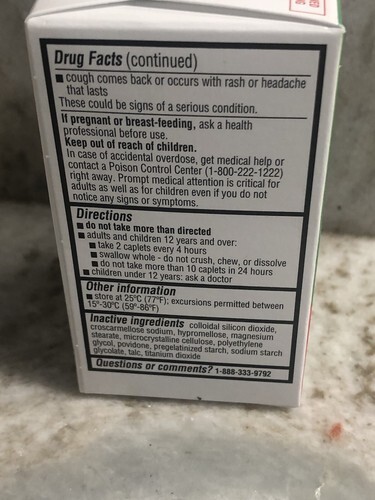 Drug Facts (continued)
■ cough comes back or occurs with rash or headache
that lasts
These could be signs of a serious condition.
If pregnant or breast-feeding, ask a health
professional before use.
Keep out of reach of children.
In case of accidental overdose, get medical help or
contact a Poison Control Center (1-800-222-1222)
right away. Prompt medical attention is critical for
adults as well as for children even if you do not
notice any signs or symptoms.
Directions
■ do not take more than directed
■ adults and children 12 years and over:
■ take 2 caplets every 4 hours
■ swallow whole - do not crush, chew, or dissolve
■ do not take more than 10 caplets in 24 hours
■ children under 12 years: ask a doctor
Other information
■ store at 25°C (77°F); excursions permitted between
15°-30°C (59°-86°F)
Inactive ingredients colloidal silicon dioxide,
croscarmellose sodium, hypromellose, magnesium
stearate, microcrystalline cellulose, polyethylene
glycol, povidone, pregelatinized starch, sodium starch
glycolate, talc, titanium dioxide
Questions or comments? 1-888-333-9792